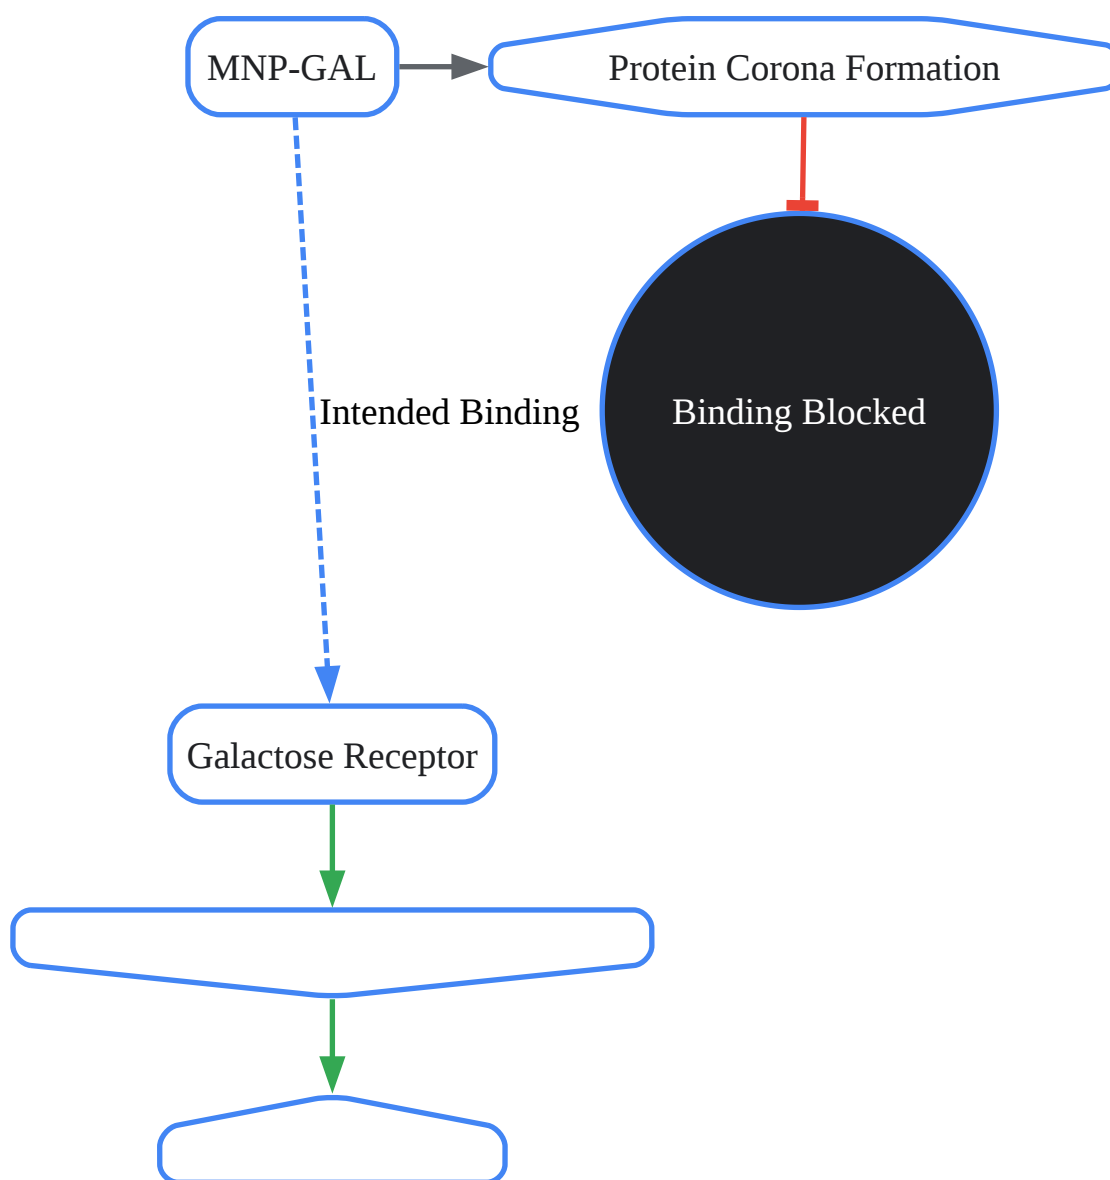 MNP-GAL
Protein Corona Formation
Intended Binding
Binding Blocked
Galactose Receptor